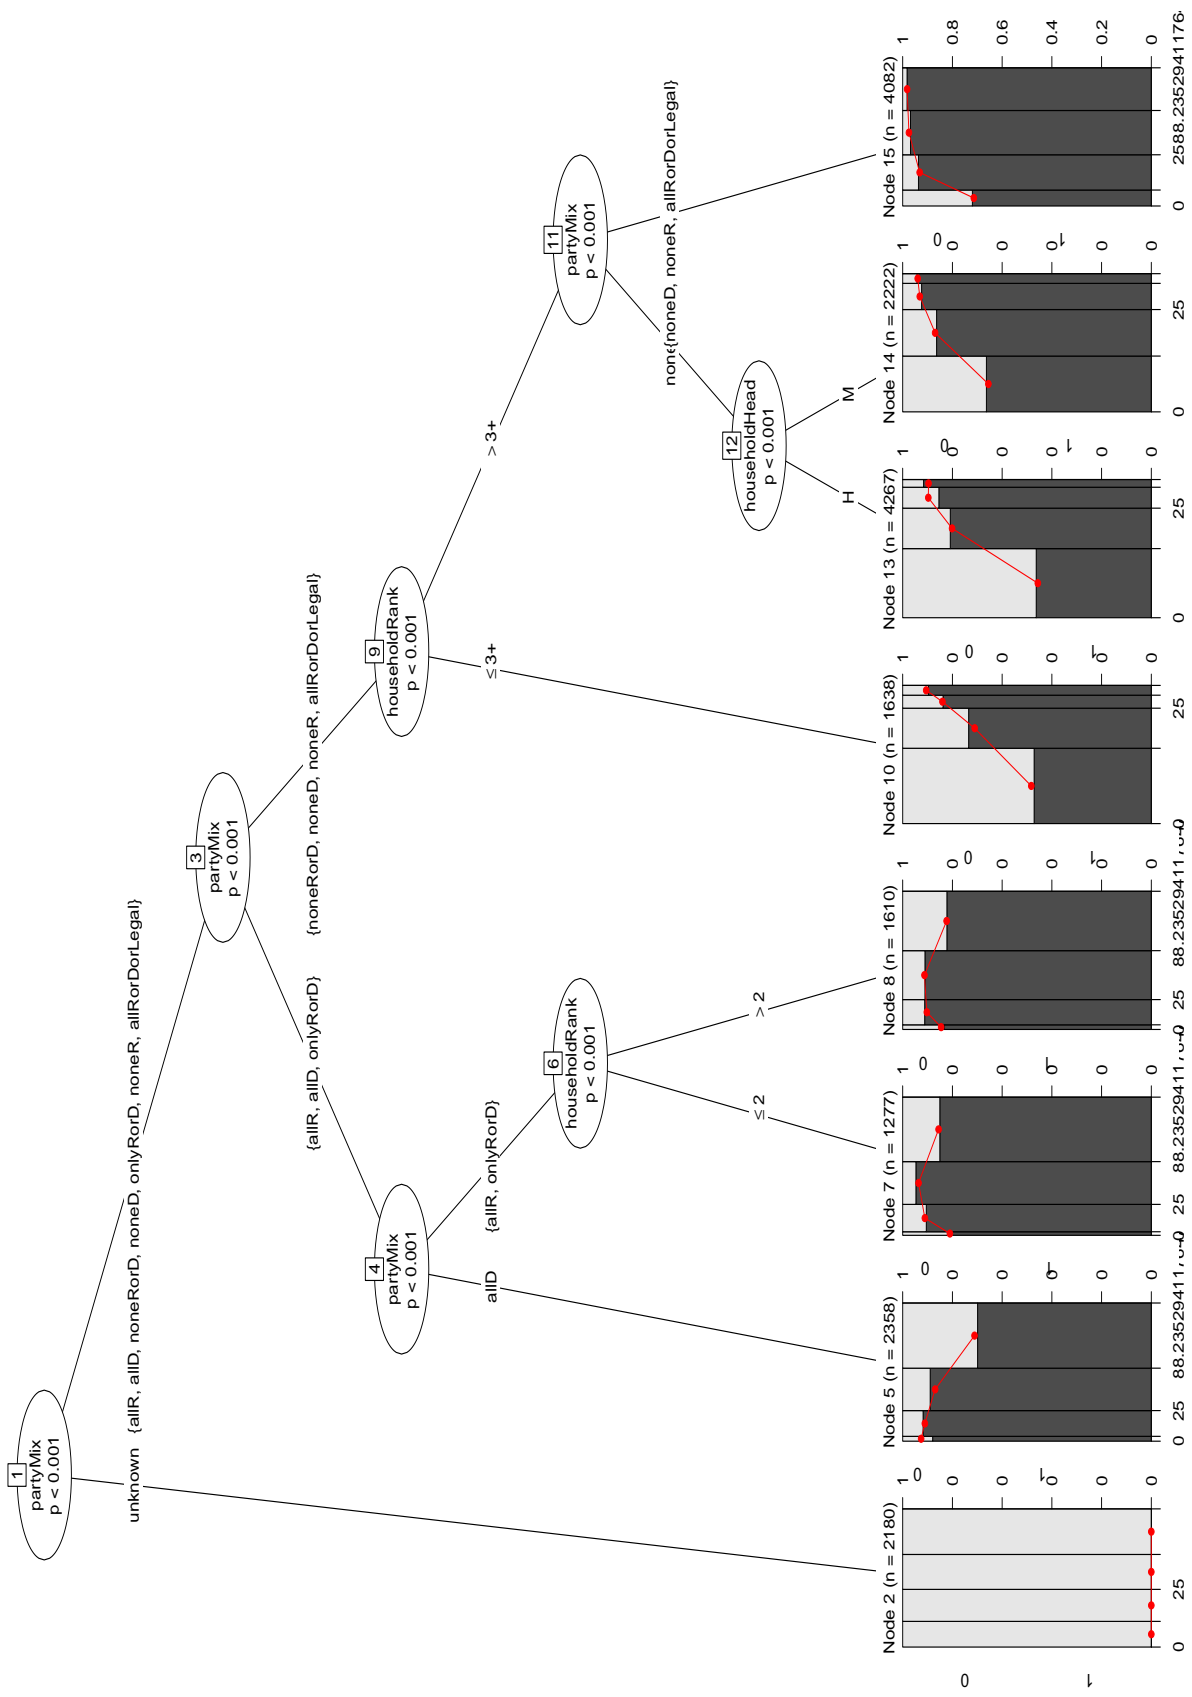 1
partyMix
p < 0.001
unknown
{allR, allD, noneRorD, noneD, onlyRorD, noneR, allRorDorLegal}
3
partyMix
p < 0.001
{allR, allD, onlyRorD}
{noneRorD, noneD, noneR, allRorDorLegal}
4
partyMix
p < 0.001
allD
{allR, onlyRorD}
6
householdRank
p < 0.001
≤ 2
> 2
9
householdRank
p < 0.001
≤ 3+
> 3+
11
partyMix
p < 0.001
{noneD, noneR, allRorDorLegal}
12
householdHead
p < 0.001
H
M
Node 2 (n = 2180)
Node 5 (n = 2358)
Node 7 (n = 1277)
Node 8 (n = 1610)
Node 10 (n = 1638)
Node 13 (n = 4267)
Node 14 (n = 2222)
Node 15 (n = 4082)
1
0.8
0.6
0.4
0.2
0
0 25
0 25
0 25